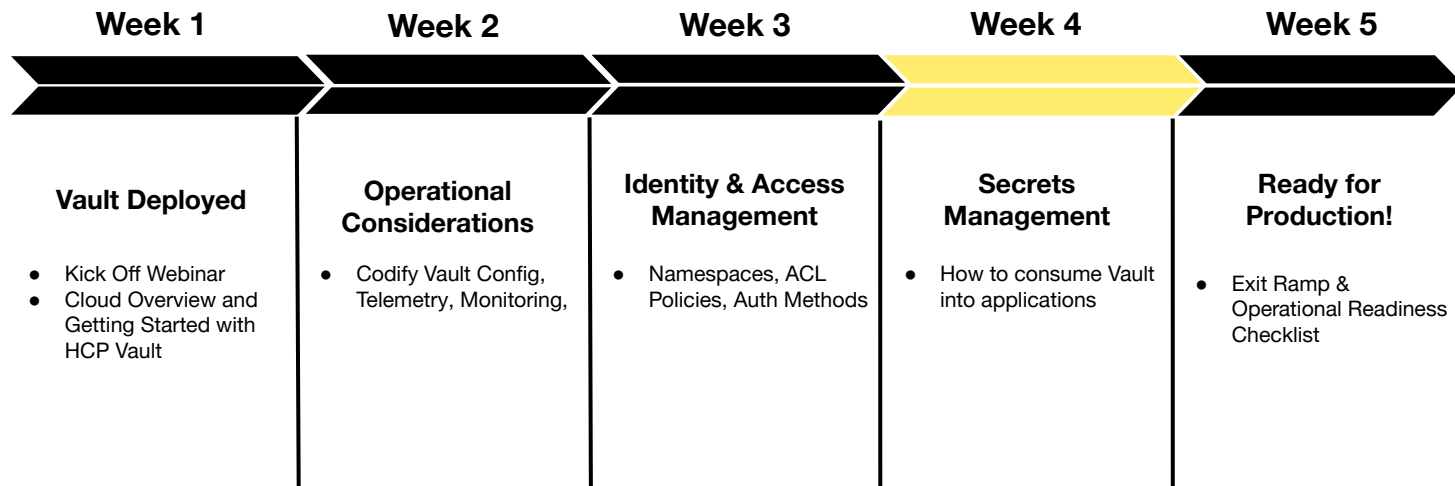 Week 1
Week 2
Week 3
Week 4
Week 5
Vault Deployed
● Kick Off Webinar
● Cloud Overview and
Getting Started with
HCP Vault
Operational
Considerations
● Codify Vault Config,
Telemetry, Monitoring,
Identity & Access
Management
● Namespaces, ACL
Policies, Auth Methods
Secrets
Management
● How to consume Vault
into applications
Ready for
Production!
● Exit Ramp &
Operational Readiness
Checklist